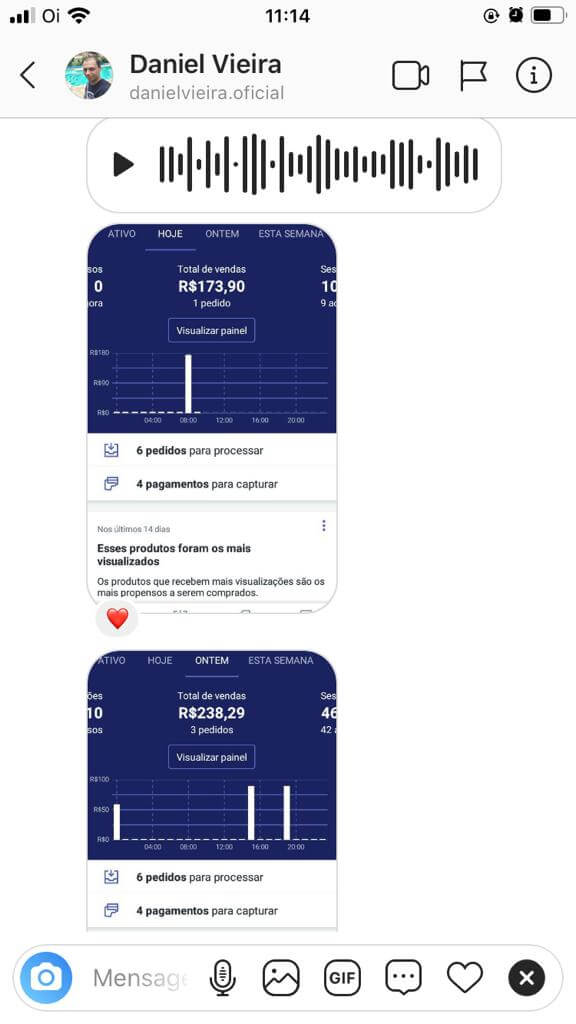 Oi 11:14
Daniel Vieira
danielvieira.oficial
ATIVO HOJE ONTEM ESTA SEMANA
sos Total de vendas Ses
0 R$173,90 10
ora 1 pedido 9 ac
Visualizar painel
R$180
R$90
R$0
04:00 08:00 12:00 16:00 20:00
6 pedidos para processar
4 pagamentos para capturar
Nos últimos 14 dias
Esses produtos foram os mais
visualizados
Os produtos que recebem mais visualizações são os
mais propensos a serem comprados.
ATIVO HOJE ONTEM ESTA SEMANA
ões Total de vendas Ses
10 R$238,29 46
sos 3 pedidos 42 a
Visualizar painel
R$100
R$50
R$0
04:00 08:00 12:00 16:00 20:00
6 pedidos para processar
4 pagamentos para capturar
Mensage GIF